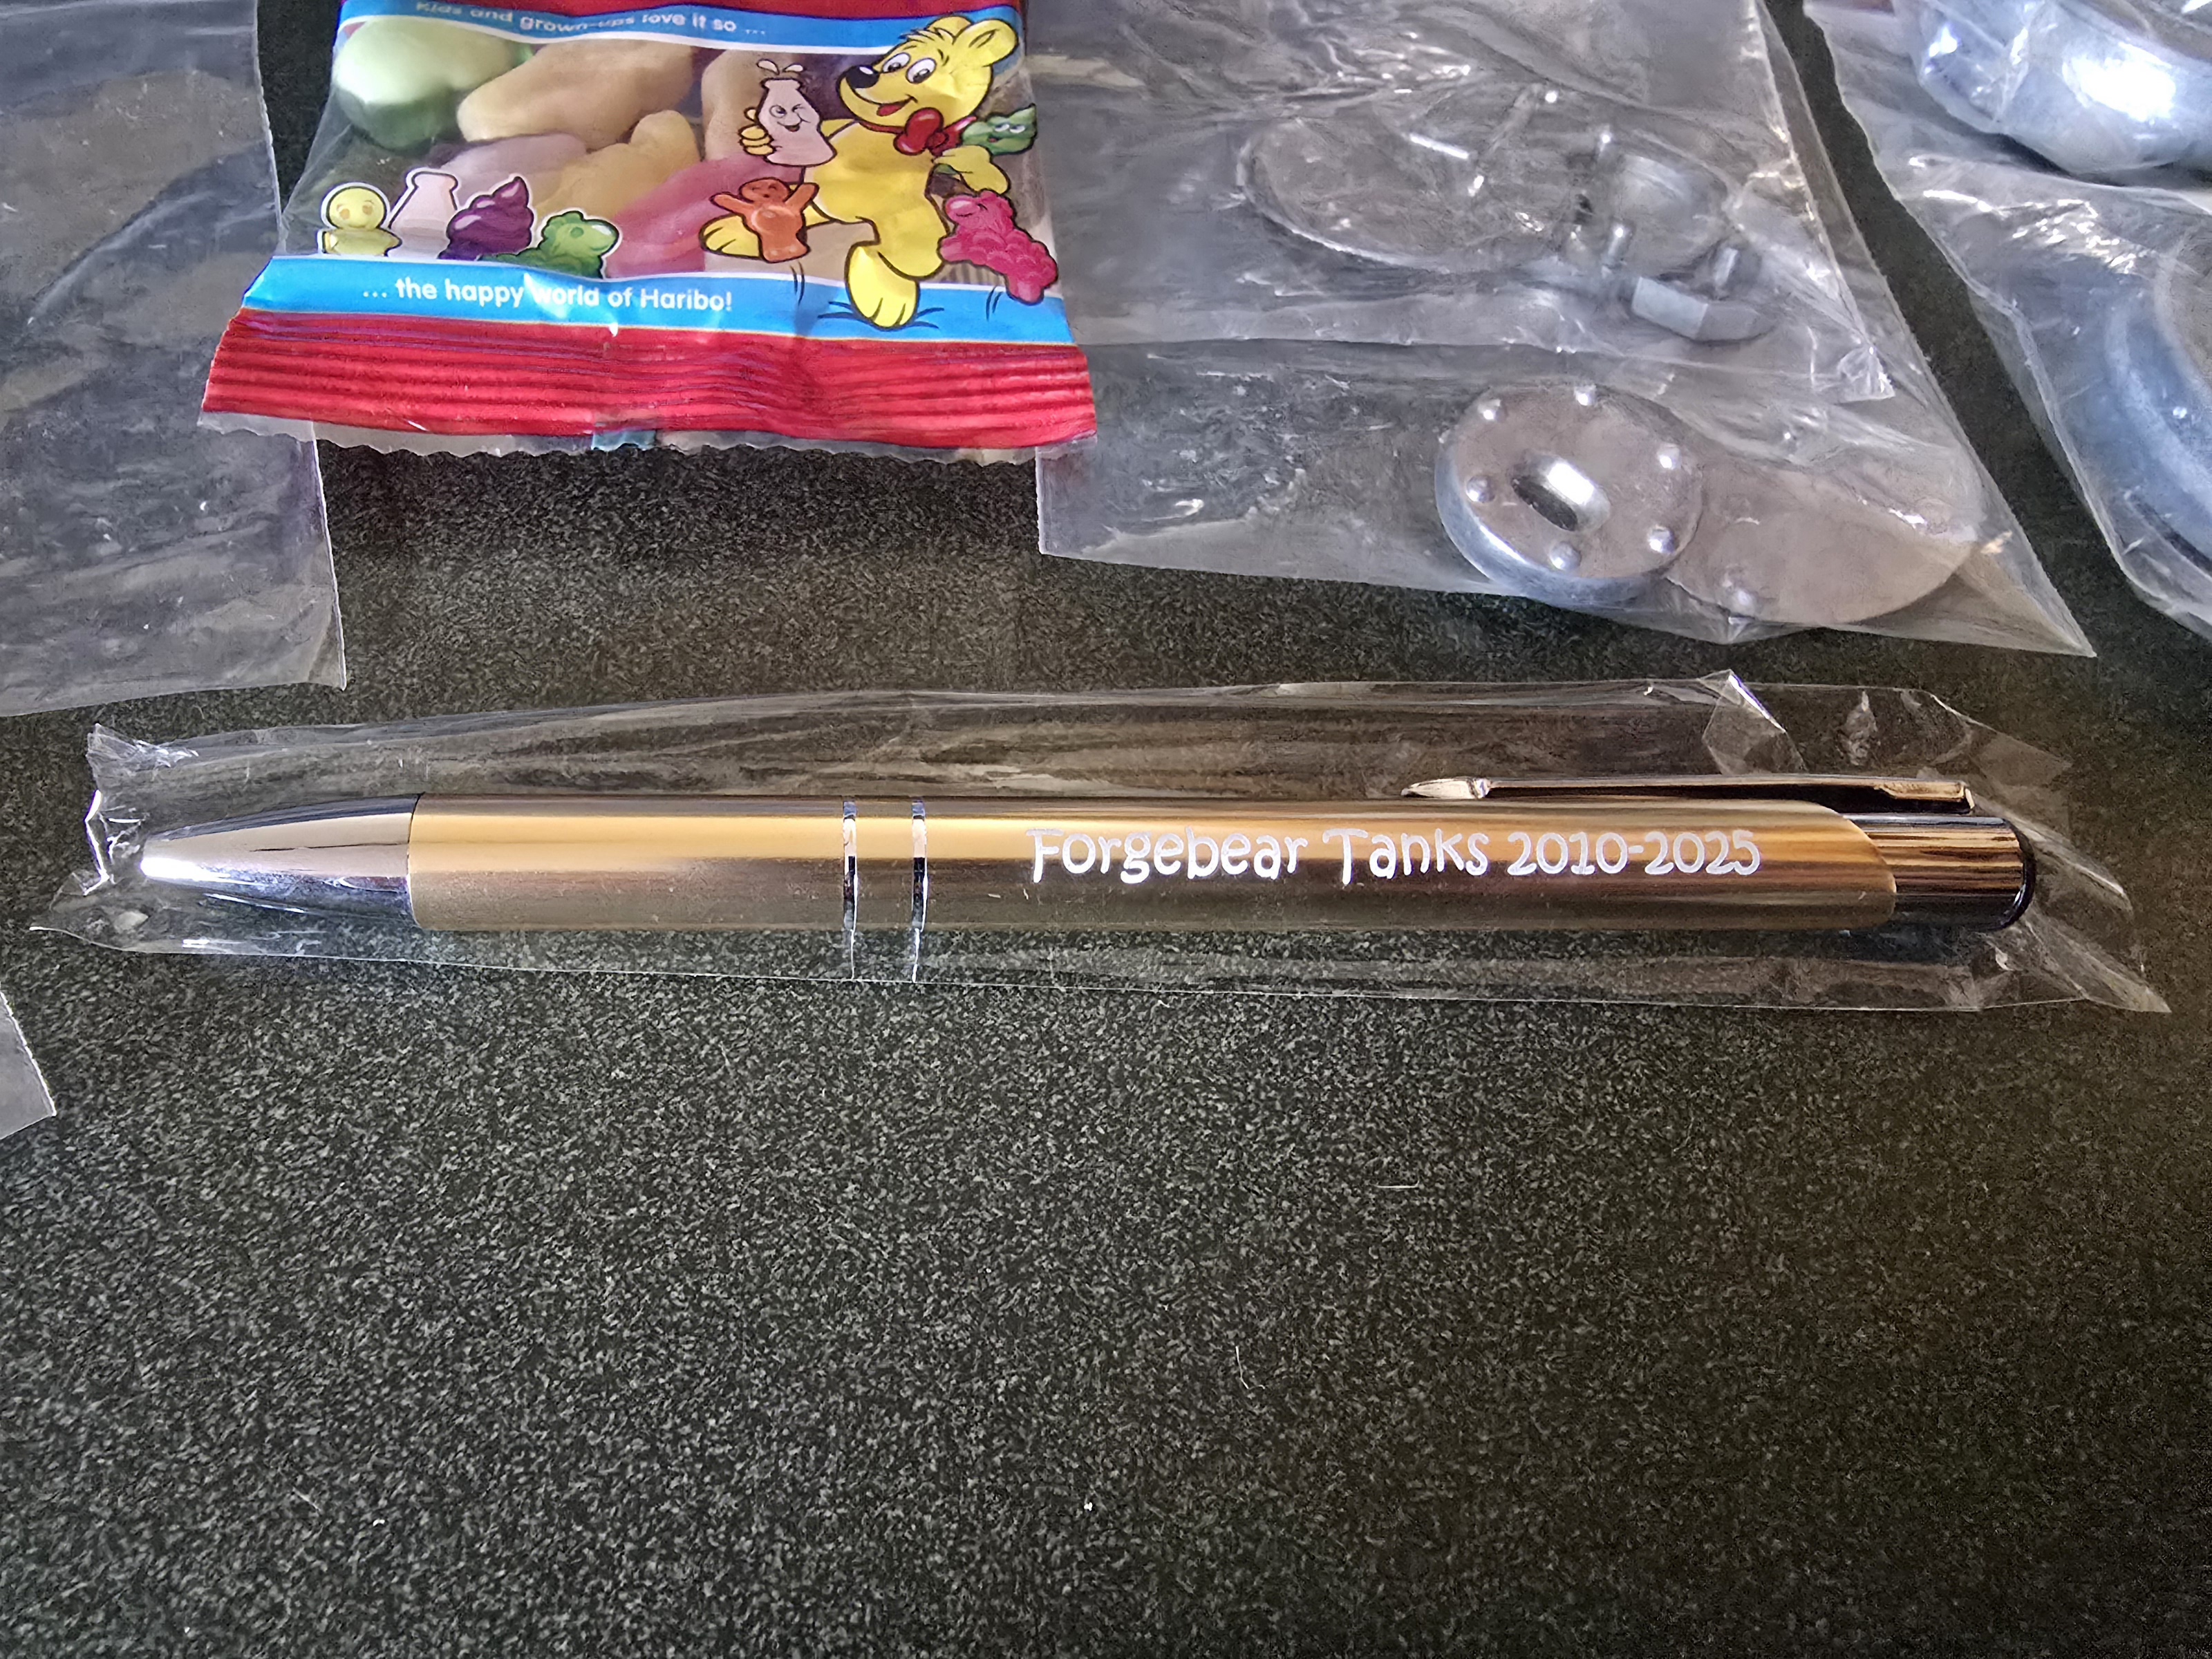 Kids and grown-ups love it so ...
... the happy world of Haribo!
Forgebear Tanks 2010-2025